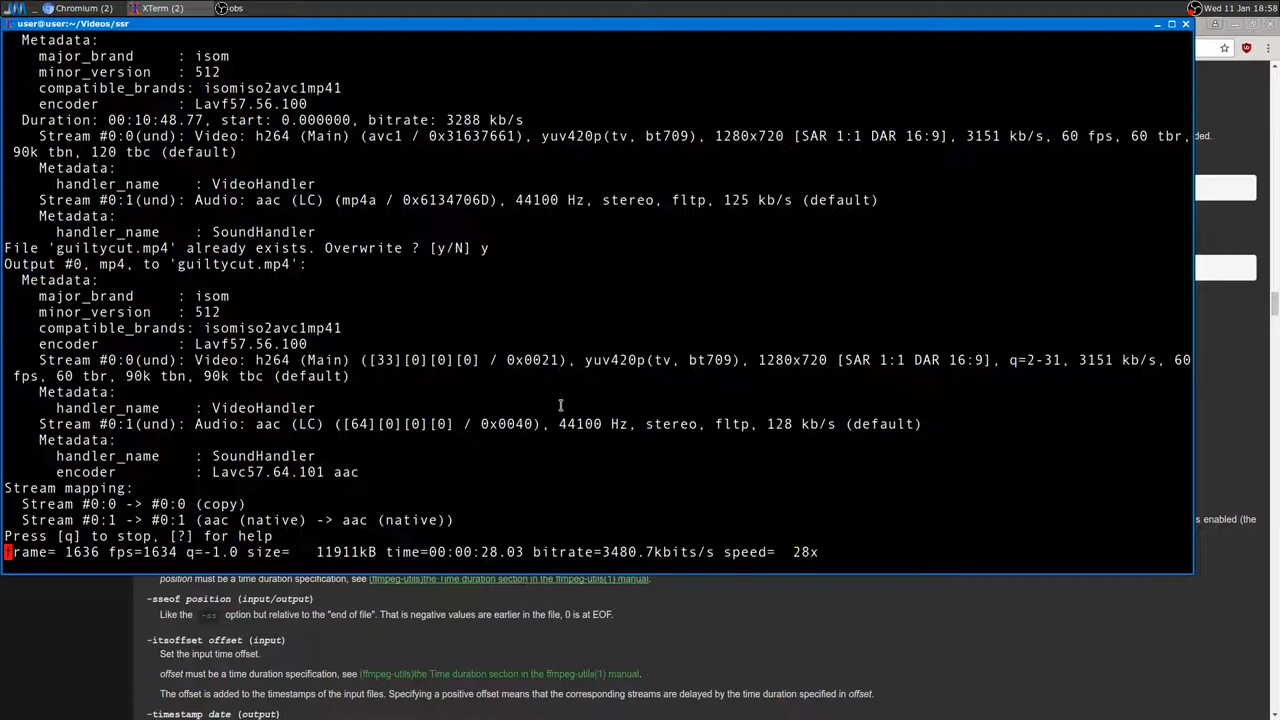 Chromium (2)
XTerm (2)
obs
Wed 11 Jan 18:58
user@user:~/Videos/ssr
Metadata:
major_brand : isom
minor_version : 512
compatible_brands: isomiso2avc1mp41
encoder : Lavf57.56.100
Duration: 00:10:48.77, start: 0.000000, bitrate: 3288 kb/s
Stream #0:0(und): Video: h264 (Main) (avc1 / 0x31637661), yuv420p(tv, bt709), 1280x720 [SAR 1:1 DAR 16:9], 3151 kb/s, 60 fps, 60 tbr,
90k tbn, 120 tbc (default)
Metadata:
handler_name : VideoHandler
Stream #0:1(und): Audio: aac (LC) (mp4a / 0x6134706D), 44100 Hz, stereo, fltp, 125 kb/s (default)
Metadata:
handler_name : SoundHandler
File 'guiltycut.mp4' already exists. Overwrite ? [y/N] y
Output #0, mp4, to 'guiltycut.mp4':
Metadata:
major_brand : isom
minor_version : 512
compatible_brands: isomiso2avc1mp41
encoder : Lavf57.56.100
Stream #0:0(und): Video: h264 (Main) ([33][0][0][0] / 0x0021), yuv420p(tv, bt709), 1280x720 [SAR 1:1 DAR 16:9], q=2-31, 3151 kb/s, 60
fps, 60 tbr, 90k tbn, 90k tbc (default)
Metadata:
handler_name : VideoHandler
Stream #0:1(und): Audio: aac (LC) ([64][0][0][0] / 0x0040), 44100 Hz, stereo, fltp, 128 kb/s (default)
Metadata:
handler_name : SoundHandler
encoder : Lavc57.64.101 aac
Stream mapping:
Stream #0:0 -> #0:0 (copy)
Stream #0:1 -> #0:1 (aac (native) -> aac (native))
Press [q] to stop, [?] for help
frame= 1636 fps=1634 q=-1.0 size= 11911kB time=00:00:28.03 bitrate=3480.7kbits/s speed= 28x
ded.
s enabled (the
position must be a time duration specification, see (ffmpeg-utils)the Time duration section in the ffmpeg-utils(1) manual.
-sseof position (input/output)
Like the -ss option but relative to the "end of file". That is negative values are earlier in the file, 0 is at EOF.
-itsoffset offset (input)
Set the input time offset.
offset must be a time duration specification, see (ffmpeg-utils)the Time duration section in the ffmpeg-utils(1) manual.
The offset is added to the timestamps of the input files. Specifying a positive offset means that the corresponding streams are delayed by the time duration specified in offset.
-timestamp date (output)